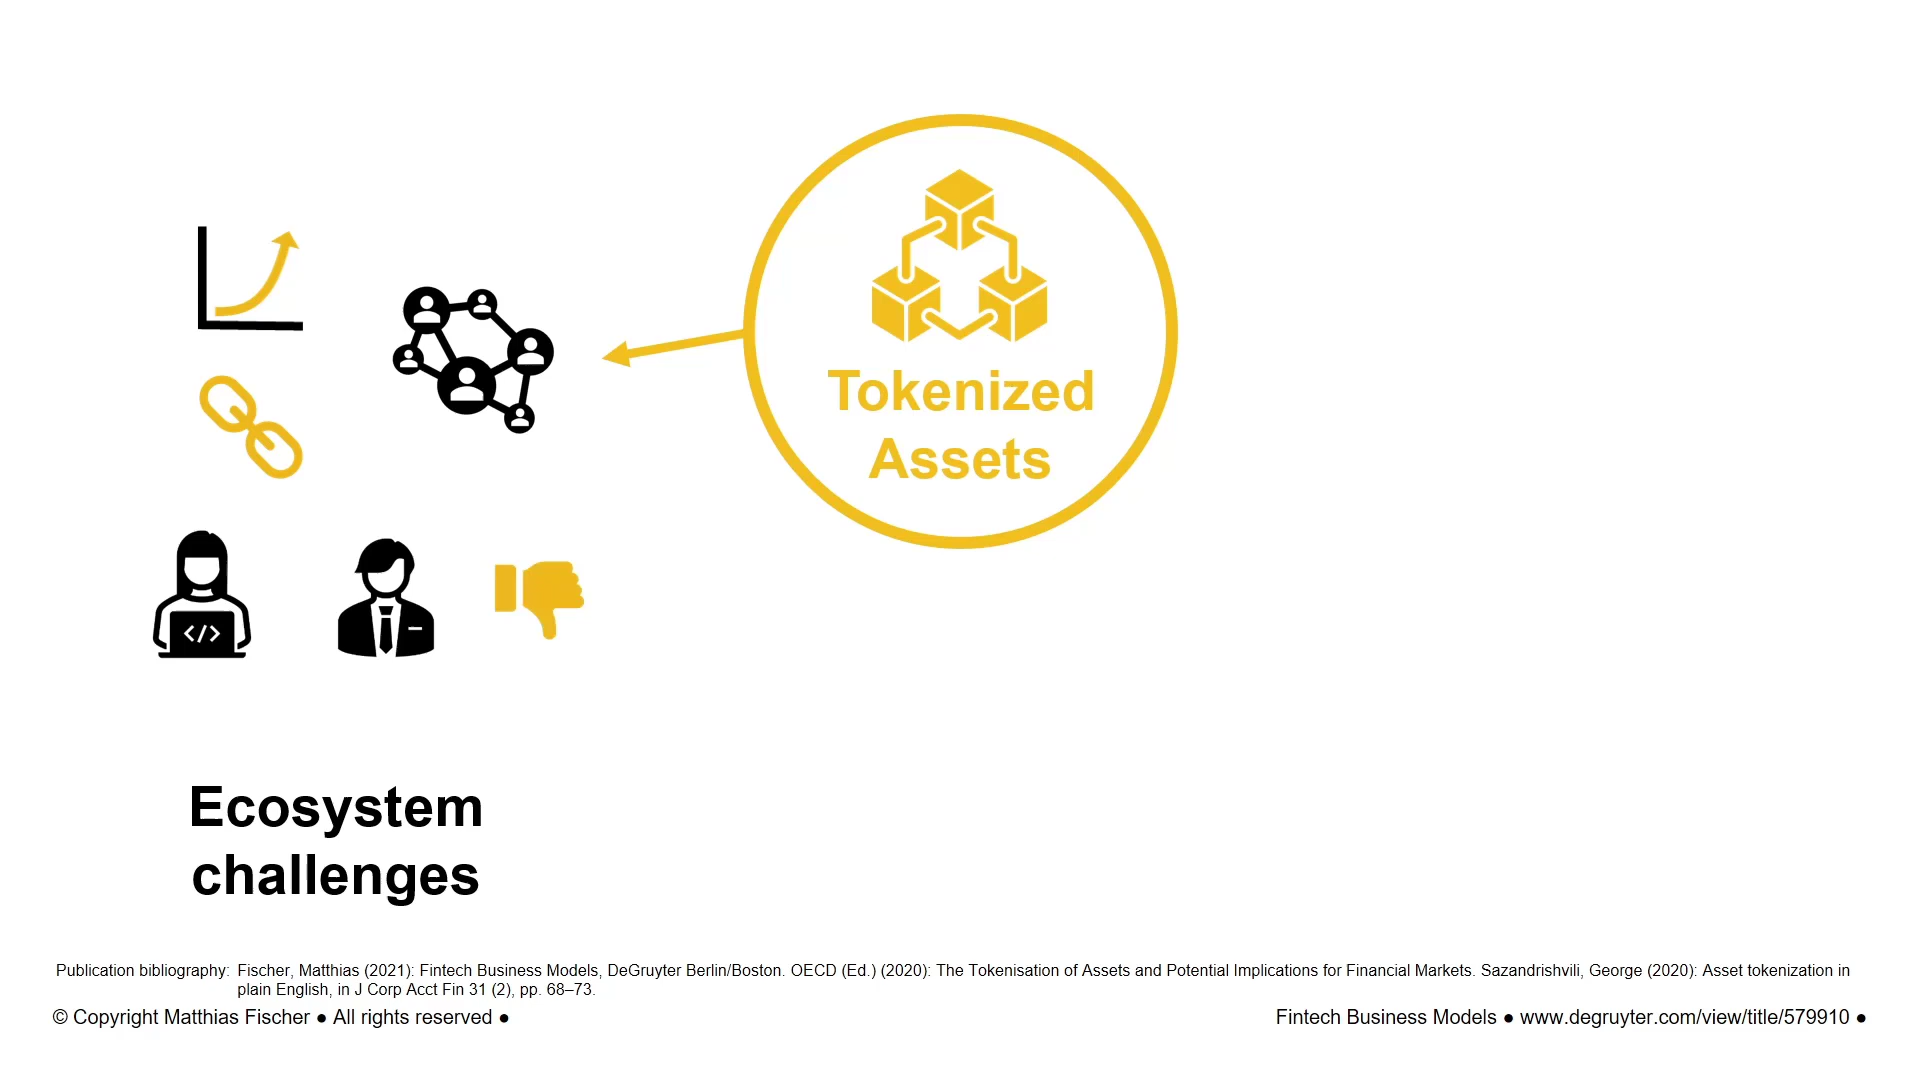 Tokenized
Assets
</>
Ecosystem
challenges
Publication bibliography: Fischer, Matthias (2021): Fintech Business Models, DeGruyter Berlin/Boston. OECD (Ed.) (2020): The Tokenisation of Assets and Potential Implications for Financial Markets. Sazandrishvili, George (2020): Asset tokenization in
plain English, in J Corp Acct Fin 31 (2), pp. 68–73.
© Copyright Matthias Fischer ● All rights reserved ●
Fintech Business Models ● www.degruyter.com/view/title/579910 ●